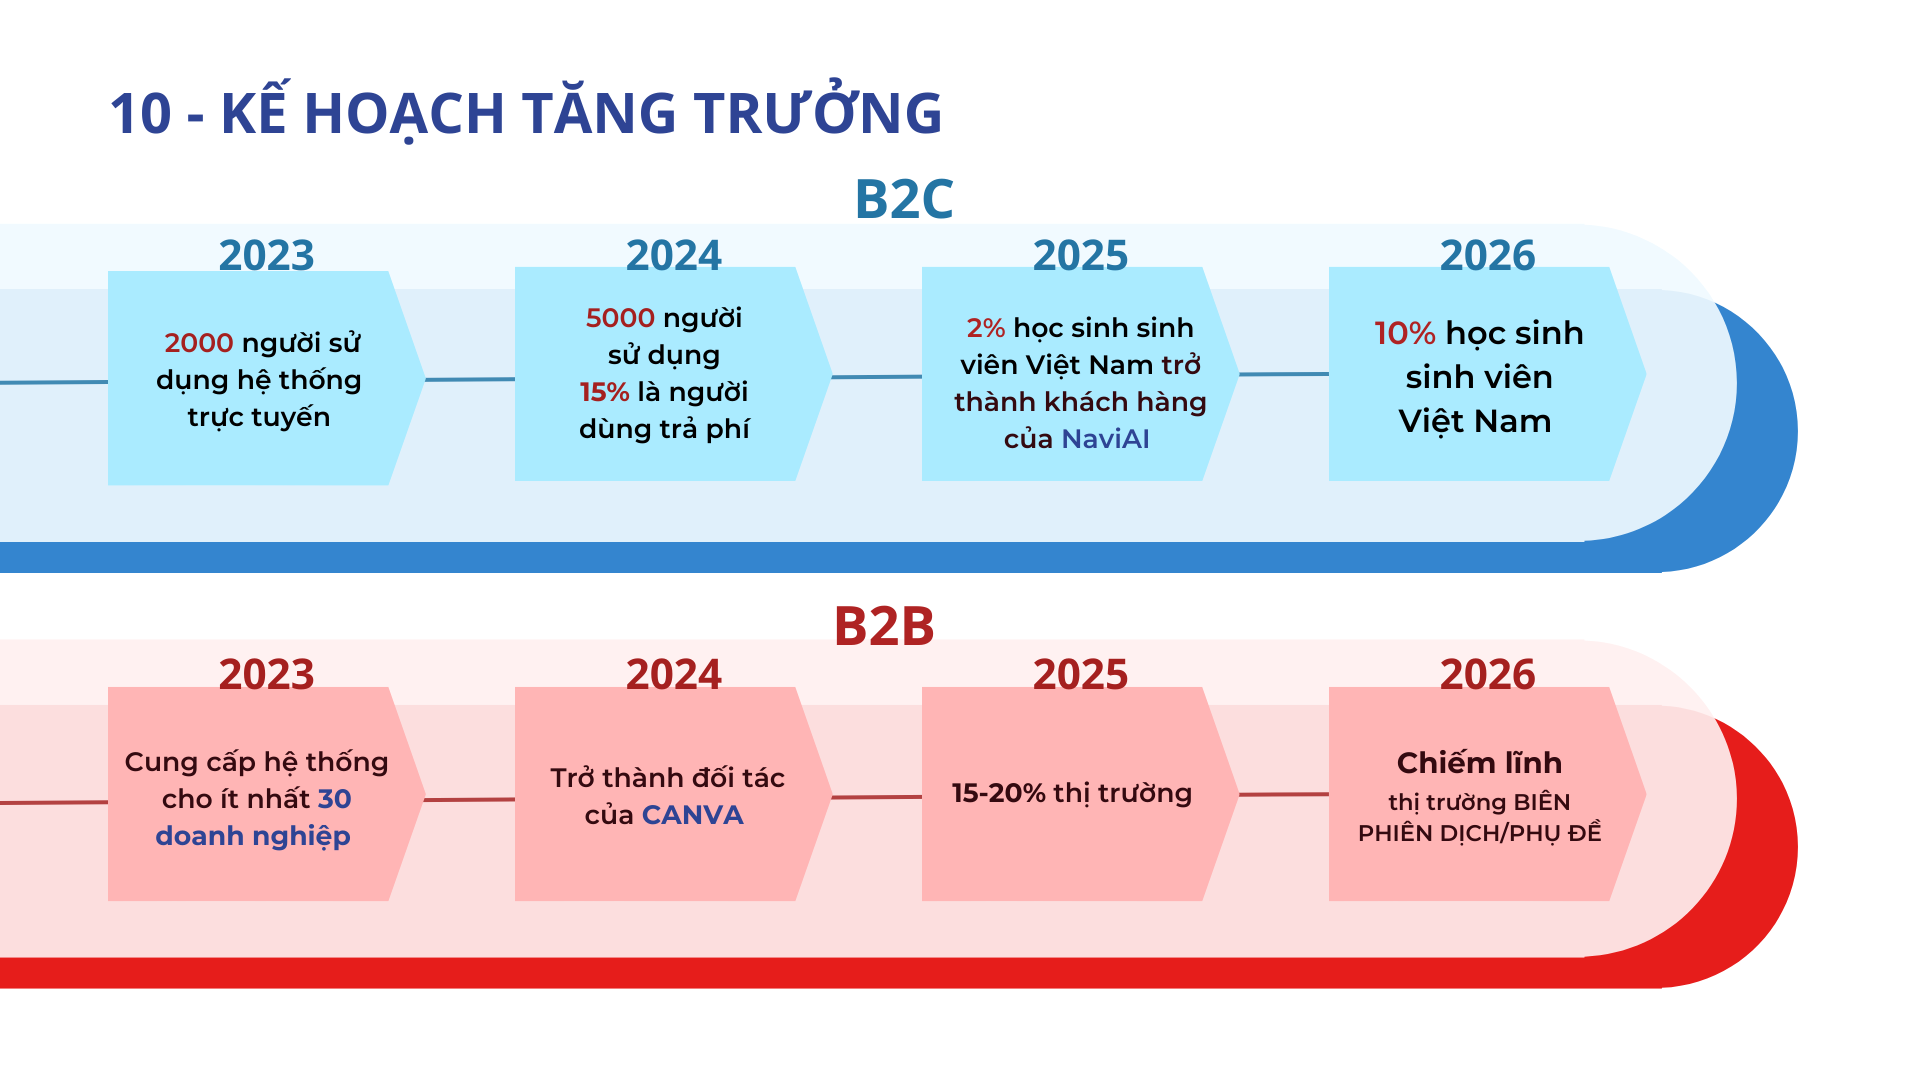 10 - KẾ HOẠCH TĂNG TRƯỞNG
B2C
2023
2000 người sử
dụng hệ thống
trực tuyến
2024
5000 người
sử dụng
15% là người
dùng trả phí
2025
2% học sinh sinh
viên Việt Nam trở
thành khách hàng
của NaviAI
2026
10% học sinh
sinh viên
Việt Nam
B2B
2023
Cung cấp hệ thống
cho ít nhất 30
doanh nghiệp
2024
Trở thành đối tác
của CANVA
2025
15-20% thị trường
2026
Chiếm lĩnh
thị trường BIÊN
PHIÊN DỊCH/PHỤ ĐỀ